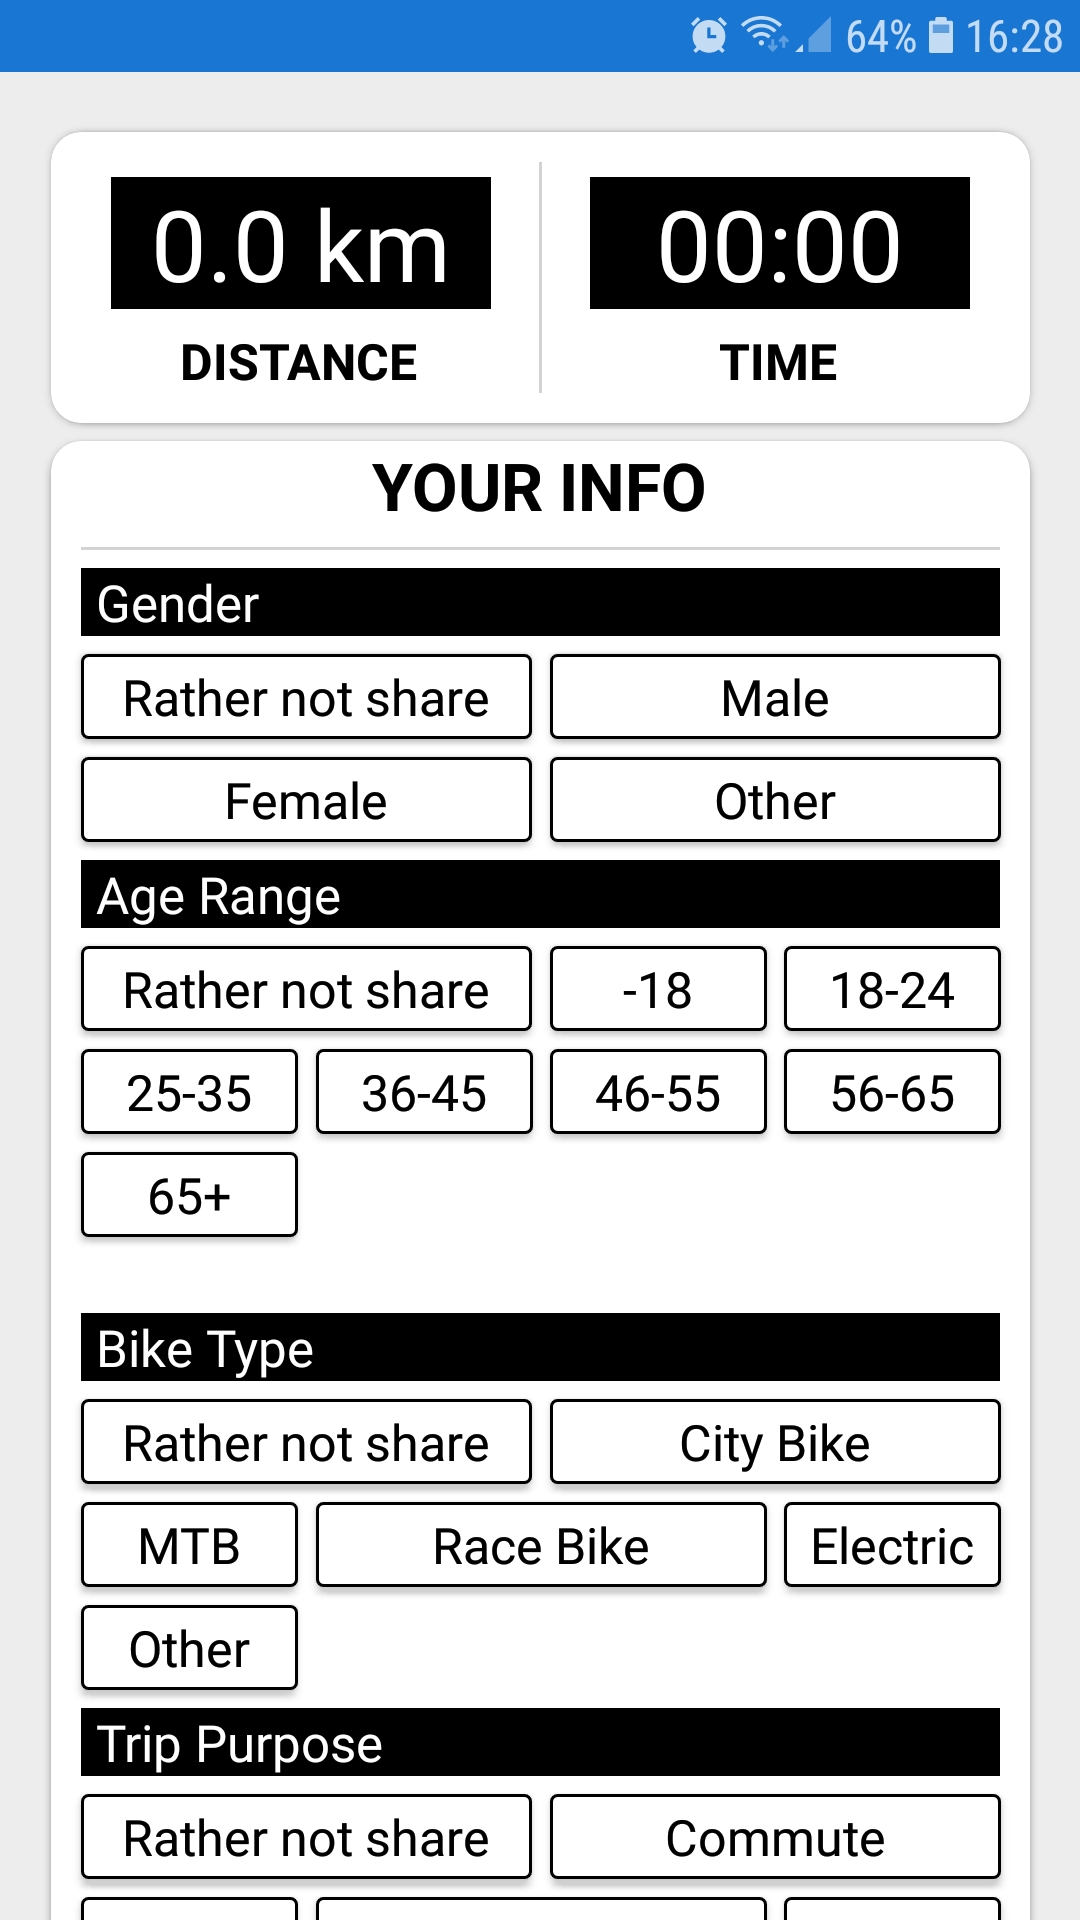 64% 16:28
0.0 km 00:00
DISTANCE TIME
YOUR INFO
Gender
Rather not share Male
Female Other
Age Range
Rather not share -18 18-24
25-35 36-45 46-55 56-65
65+
Bike Type
Rather not share City Bike
MTB Race Bike Electric
Other
Trip Purpose
Rather not share Commute